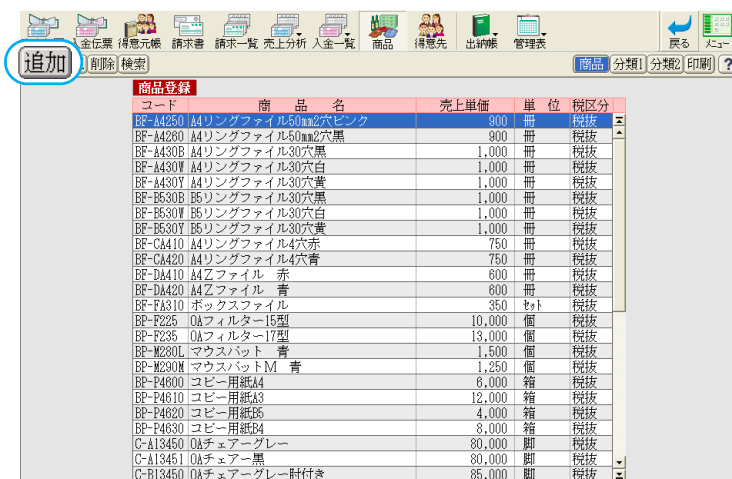 入金伝票 得意元帳 請求書 請求一覧 売上分析 入金一覧 商品 得意先 出納帳 管理表 戻る メニュー
追加 削除 検索 商品 分類1 分類2 印刷 ?
商品登録
コード 商 品 名 売上単価 単 位 税区分
BF-A4250 A4リングファイル50mm2穴ピンク 900 冊 税抜
BF-A4260 A4リングファイル50mm2穴黒 900 冊 税抜
BF-A430B A4リングファイル30穴黒 1,000 冊 税抜
BF-A430W A4リングファイル30穴白 1,000 冊 税抜
BF-A430Y A4リングファイル30穴黄 1,000 冊 税抜
BF-B530B B5リングファイル30穴黒 1,000 冊 税抜
BF-B530W B5リングファイル30穴白 1,000 冊 税抜
BF-B530Y B5リングファイル30穴黄 1,000 冊 税抜
BF-CA410 A4リングファイル4穴赤 750 冊 税抜
BF-CA420 A4リングファイル4穴青 750 冊 税抜
BF-DA410 A4Zファイル 赤 600 冊 税抜
BF-DA420 A4Zファイル 青 600 冊 税抜
BF-FA310 ボックスファイル 350 セット 税抜
BP-F225 OAフィルター15型 10,000 個 税抜
BP-F235 OAフィルター17型 13,000 個 税抜
BP-M280L マウスパット 青 1,500 個 税抜
BP-M290M マウスパットM 青 1,250 個 税抜
BP-P4600 コピー用紙A4 6,000 箱 税抜
BP-P4610 コピー用紙A3 12,000 箱 税抜
BP-P4620 コピー用紙B5 4,000 箱 税抜
BP-P4630 コピー用紙B4 8,000 箱 税抜
C-A13450 OAチェアーグレー 80,000 脚 税抜
C-A13451 OAチェアー黒 80,000 脚 税抜
C-B13450 OAチェアーグレー肘付き 85,000 脚 税抜